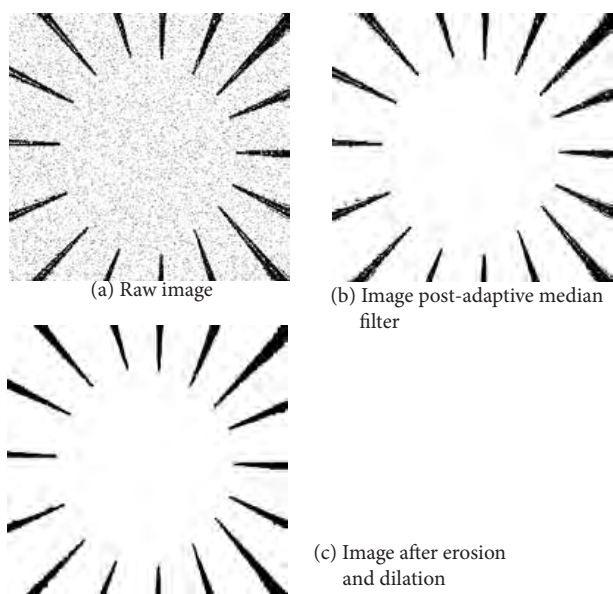 (a) Raw image
(b) Image post-adaptive median
filter
(c) Image after erosion
and dilation